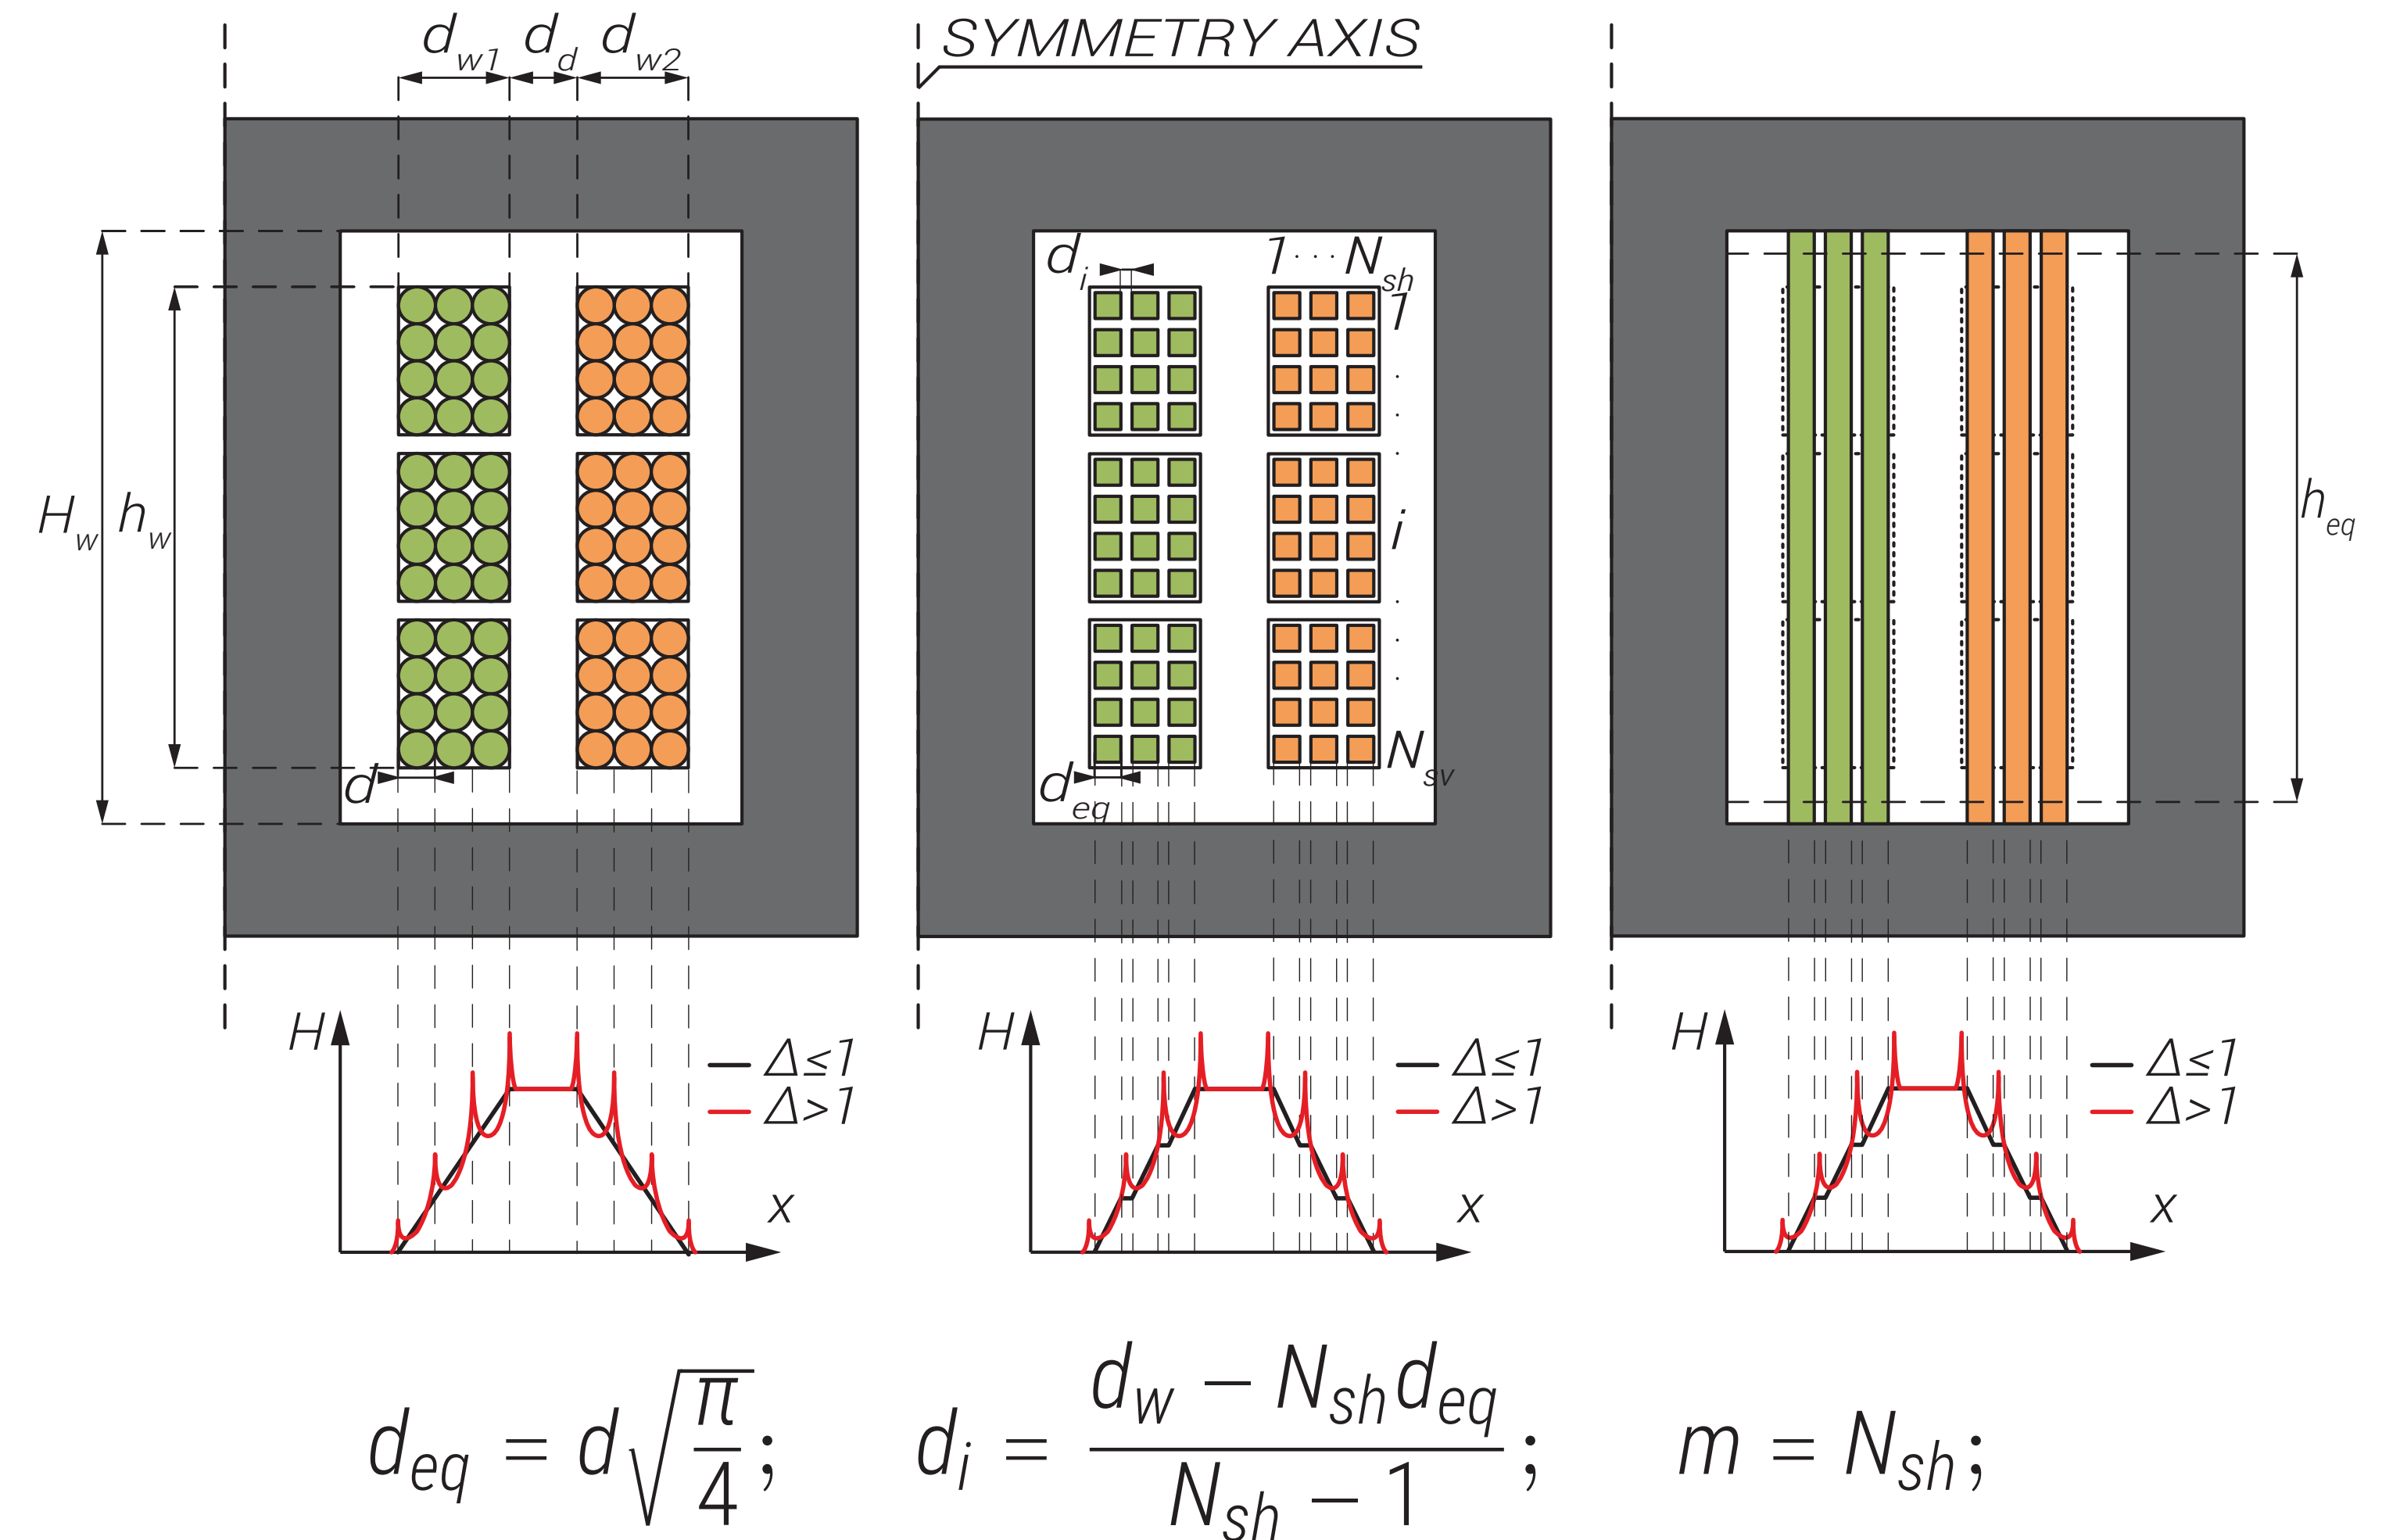 d_w1 d_d d_w2
SYMMETRY AXIS
H_w
h_w
d
d_i
1···N_sh
1
i
N_sv
d_eq
h_eq
H
Δ≤1
Δ>1
x
H
Δ≤1
Δ>1
x
H
Δ≤1
Δ>1
x
d_eq = d√(π/4);
d_i = (d_w − N_sh d_eq)/(N_sh − 1);
m = N_sh;